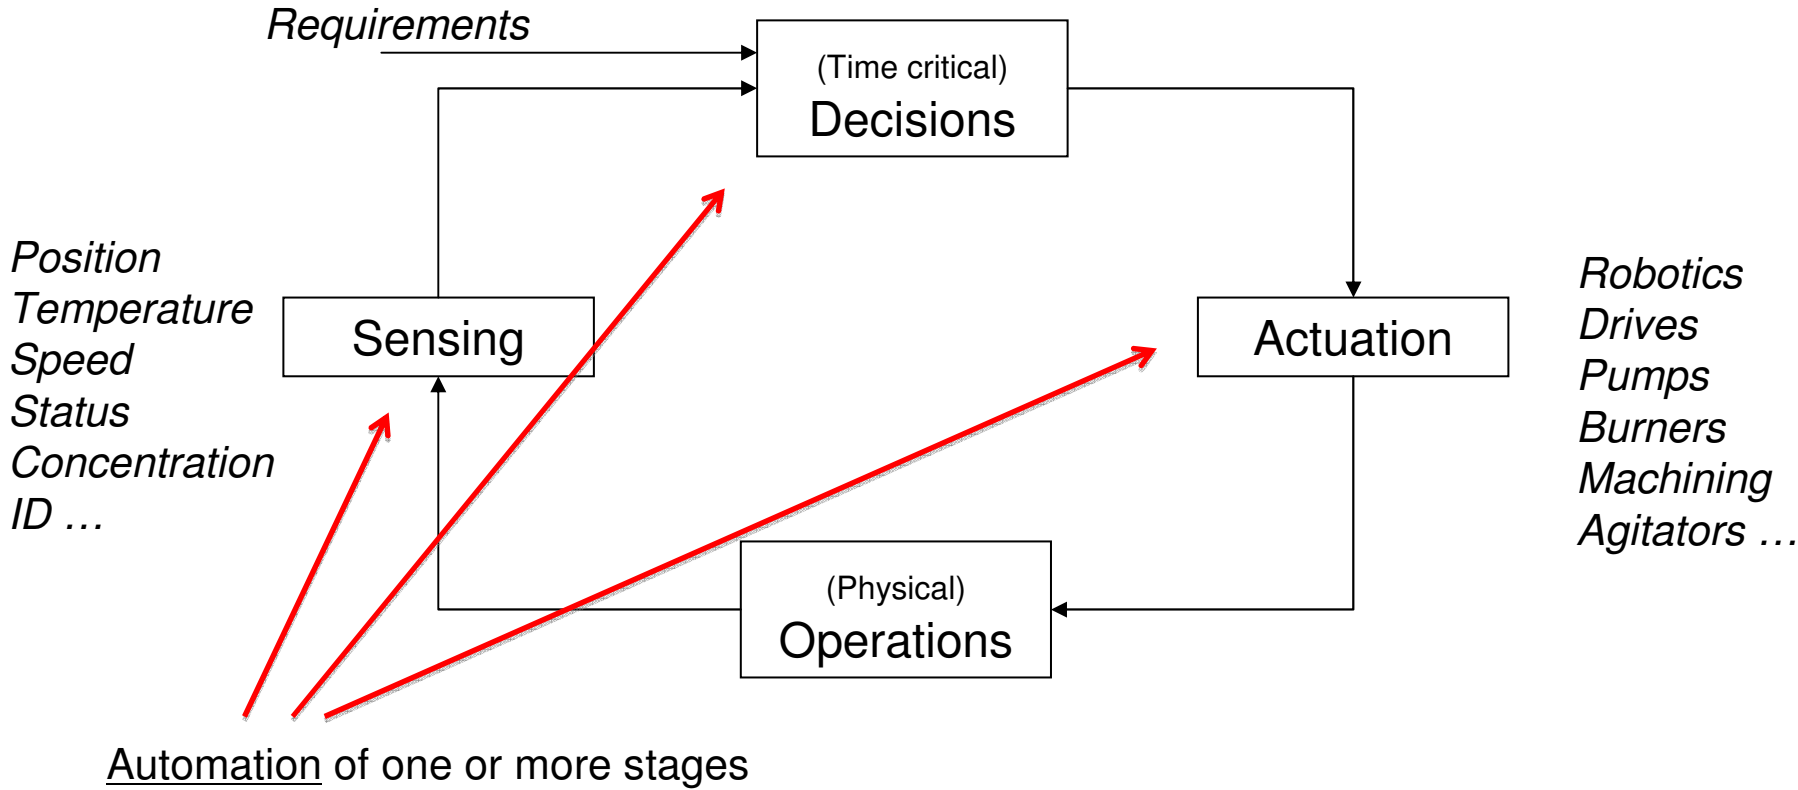 Requirements
(Time critical)
Decisions
Position
Temperature
Speed
Status
Concentration
ID …
Sensing
Actuation
Robotics
Drives
Pumps
Burners
Machining
Agitators …
(Physical)
Operations
Automation of one or more stages